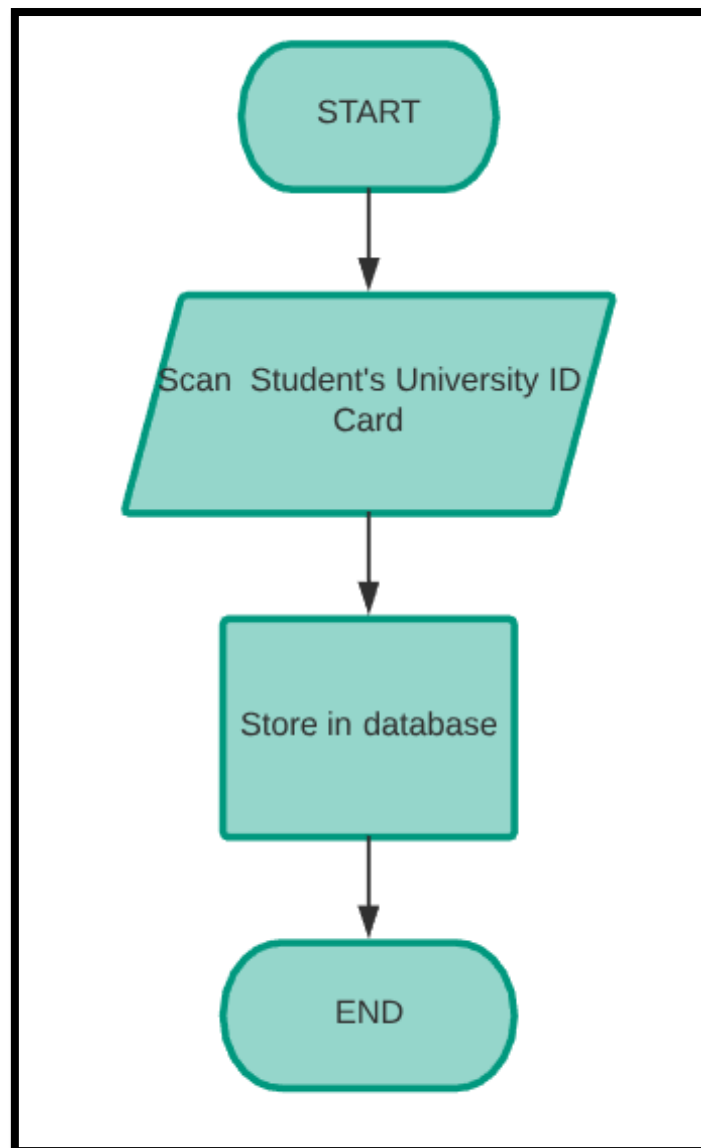 START
Scan  Student's University ID
Card
Store in database
END